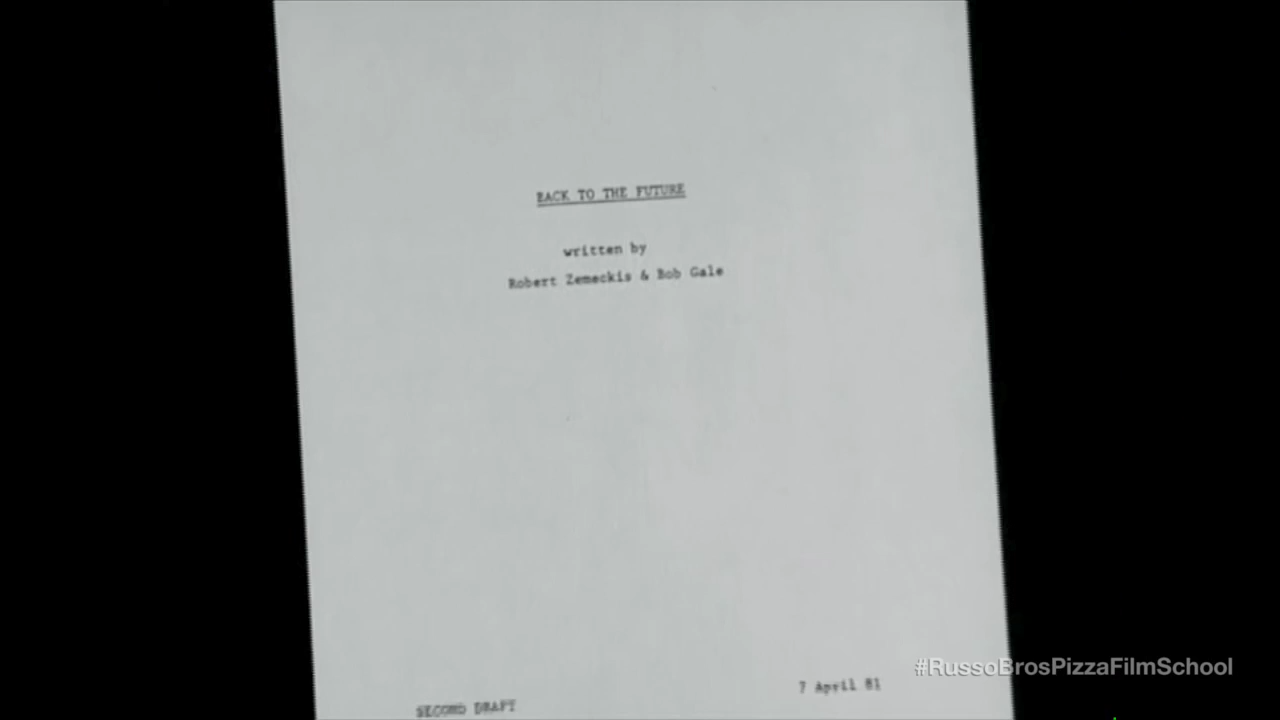 BACK TO THE FUTURE
written by
Robert Zemeckis & Bob Gale
#RussoBrosPizzaFilmSchool
7 April 81
SECOND DRAFT